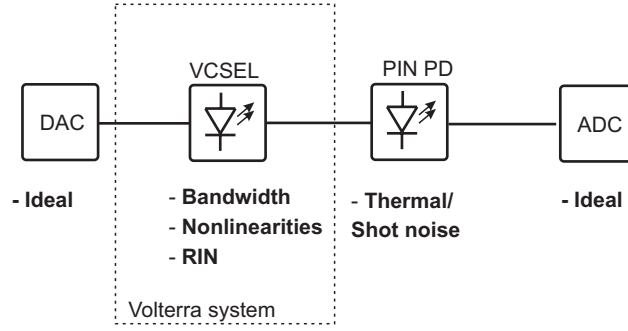 VCSEL
PIN PD
DAC
ADC
- Ideal
- Bandwidth
- Nonlinearities
- RIN
- Thermal/
Shot noise
- Ideal
Volterra system